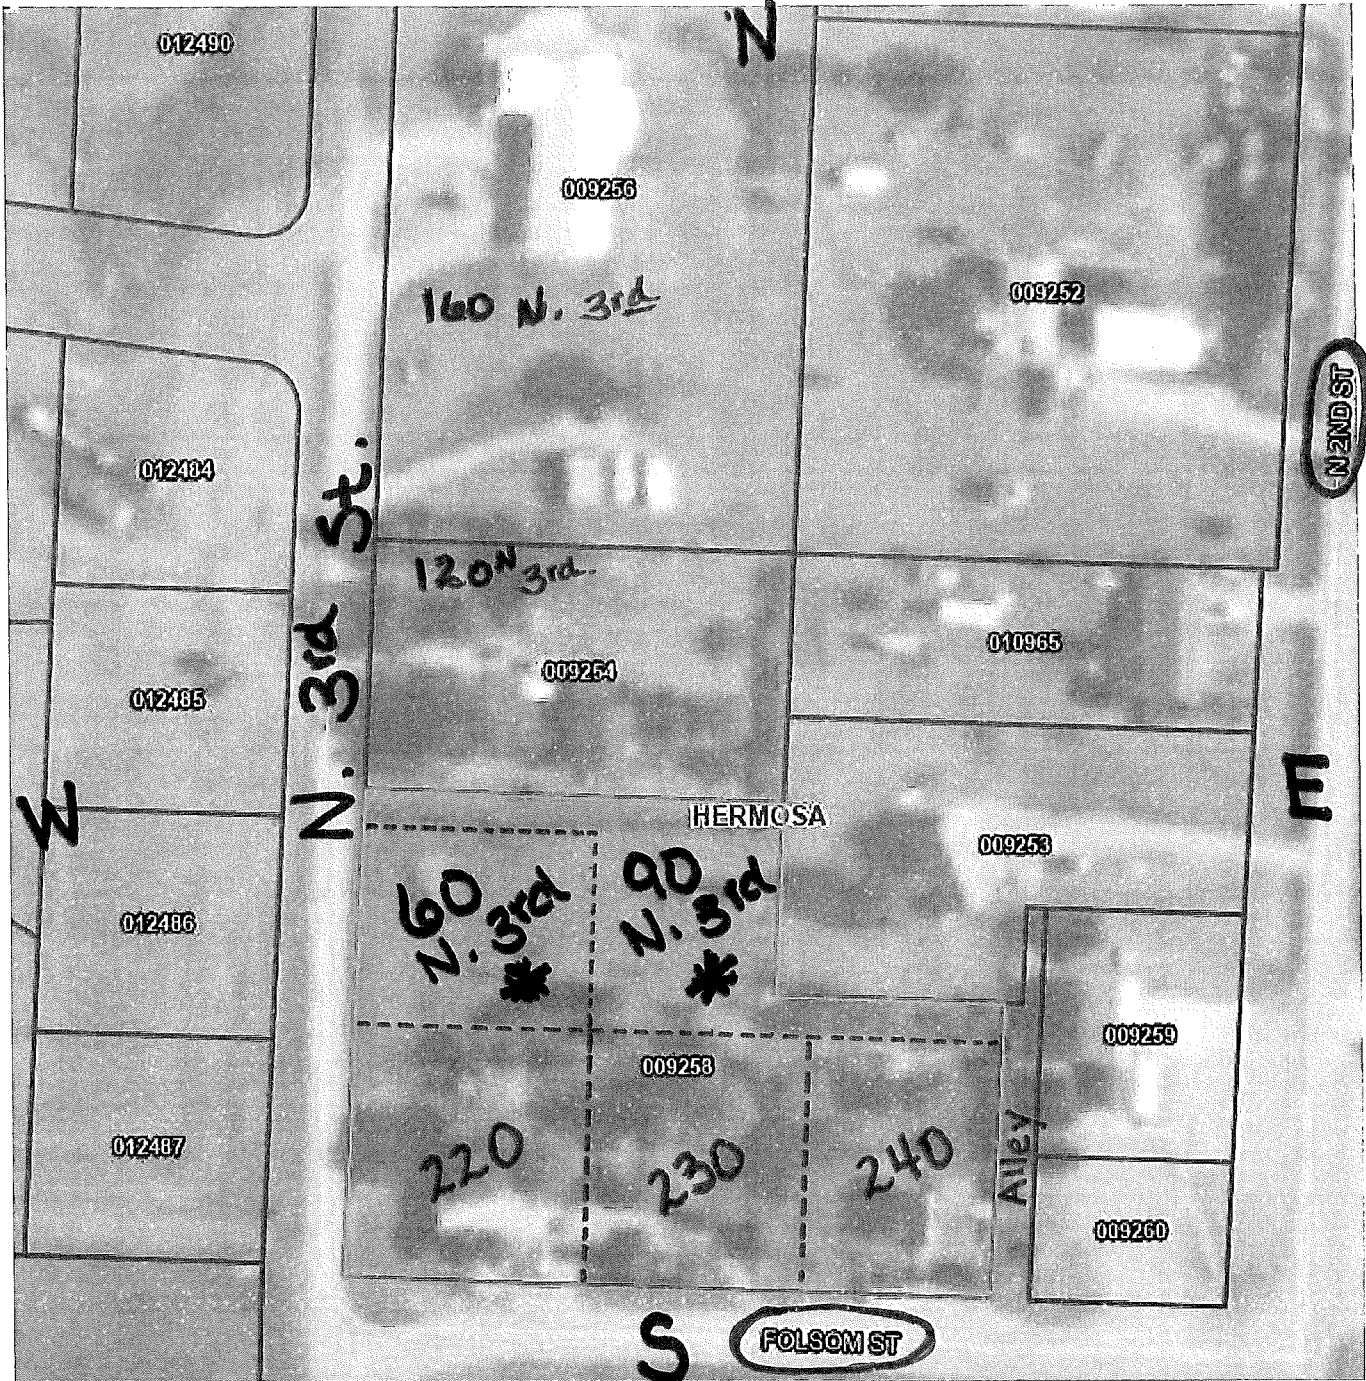 012490
N
009256
009252
160 N. 3rd
N 2ND ST
012484
N. 3rd St.
120 N 3rd.
010965
009254
012485
W
E
HERMOSA
009253
60
N. 3rd
*
90
N. 3rd
*
012486
009259
009258
012487
220
230
240
Alley
009260
S
FOLSOM ST